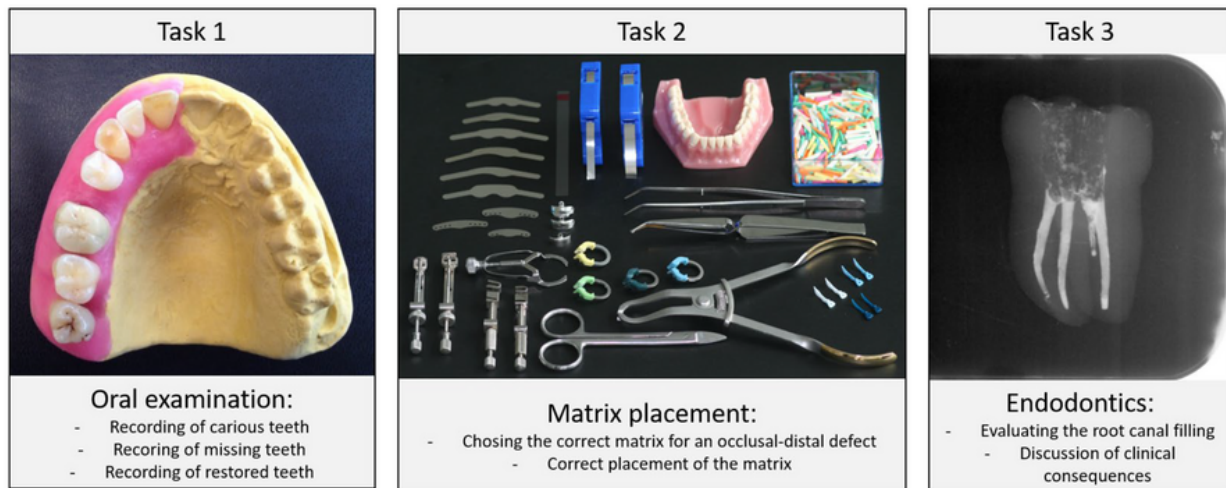 Task 1
Oral examination:
- Recording of carious teeth
- Recoring of missing teeth
- Recording of restored teeth
Task 2
Matrix placement:
- Chosing the correct matrix for an occlusal-distal defect
- Correct placement of the matrix
Task 3
Endodontics:
- Evaluating the root canal filling
- Discussion of clinical
consequences